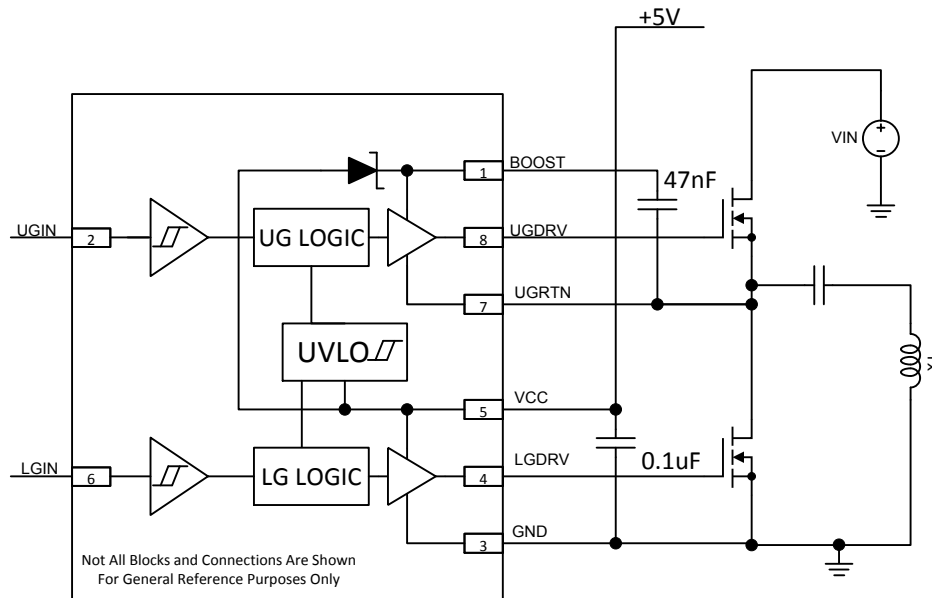 +5V
VIN
BOOST
1
47nF
UGIN
2
UG LOGIC
8
UGDRV
7
UGRTN
UVLO
5
VCC
LGIN
6
LG LOGIC
4
LGDRV
0.1uF
3
GND
Not All Blocks and Connections Are Shown
For General Reference Purposes Only